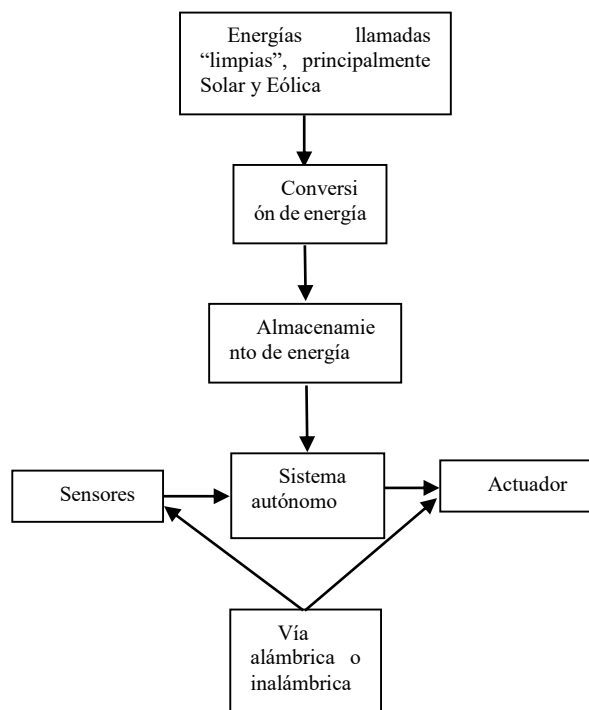 Energías llamadas
“limpias”, principalmente
Solar y Eólica
Conversi
ón de energía
Almacenamie
nto de energía
Sensores
Sistema
autónomo
Actuador
Vía
alámbrica o
inalámbrica